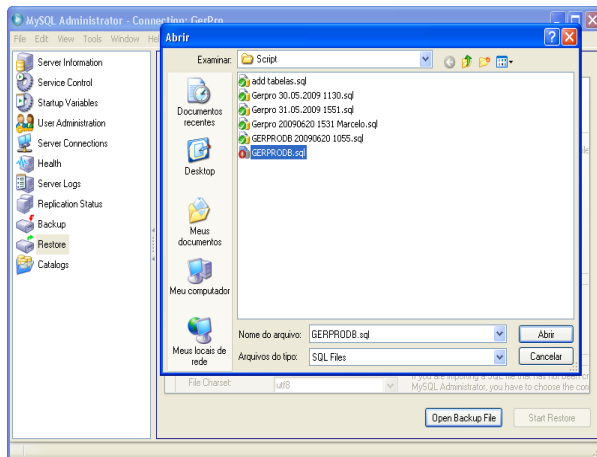 MySQL Administrator - Connection: GerPro
File Edit View Tools Window He
Server Information
Service Control
Startup Variables
User Administration
Server Connections
Health
Server Logs
Replication Status
Backup
Restore
Catalogs
Abrir
Examinar:
Script
Documentos recentes
Desktop
Meus documentos
Meu computador
Meus locais de rede
add tabelas.sql
Gerpro 30.05.2009 1130.sql
Gerpro 31.05.2009 1551.sql
Gerpro 20090620 1531 Marcelo.sql
GERPRODB 20090620 1055.sql
GERPRODB.sql
Nome do arquivo:
GERPRODB.sql
Abrir
Arquivos do tipo:
SQL Files
Cancelar
File Charset:
utf8
MySQL Administrator, you have to choose the con
Open Backup File
Start Restore